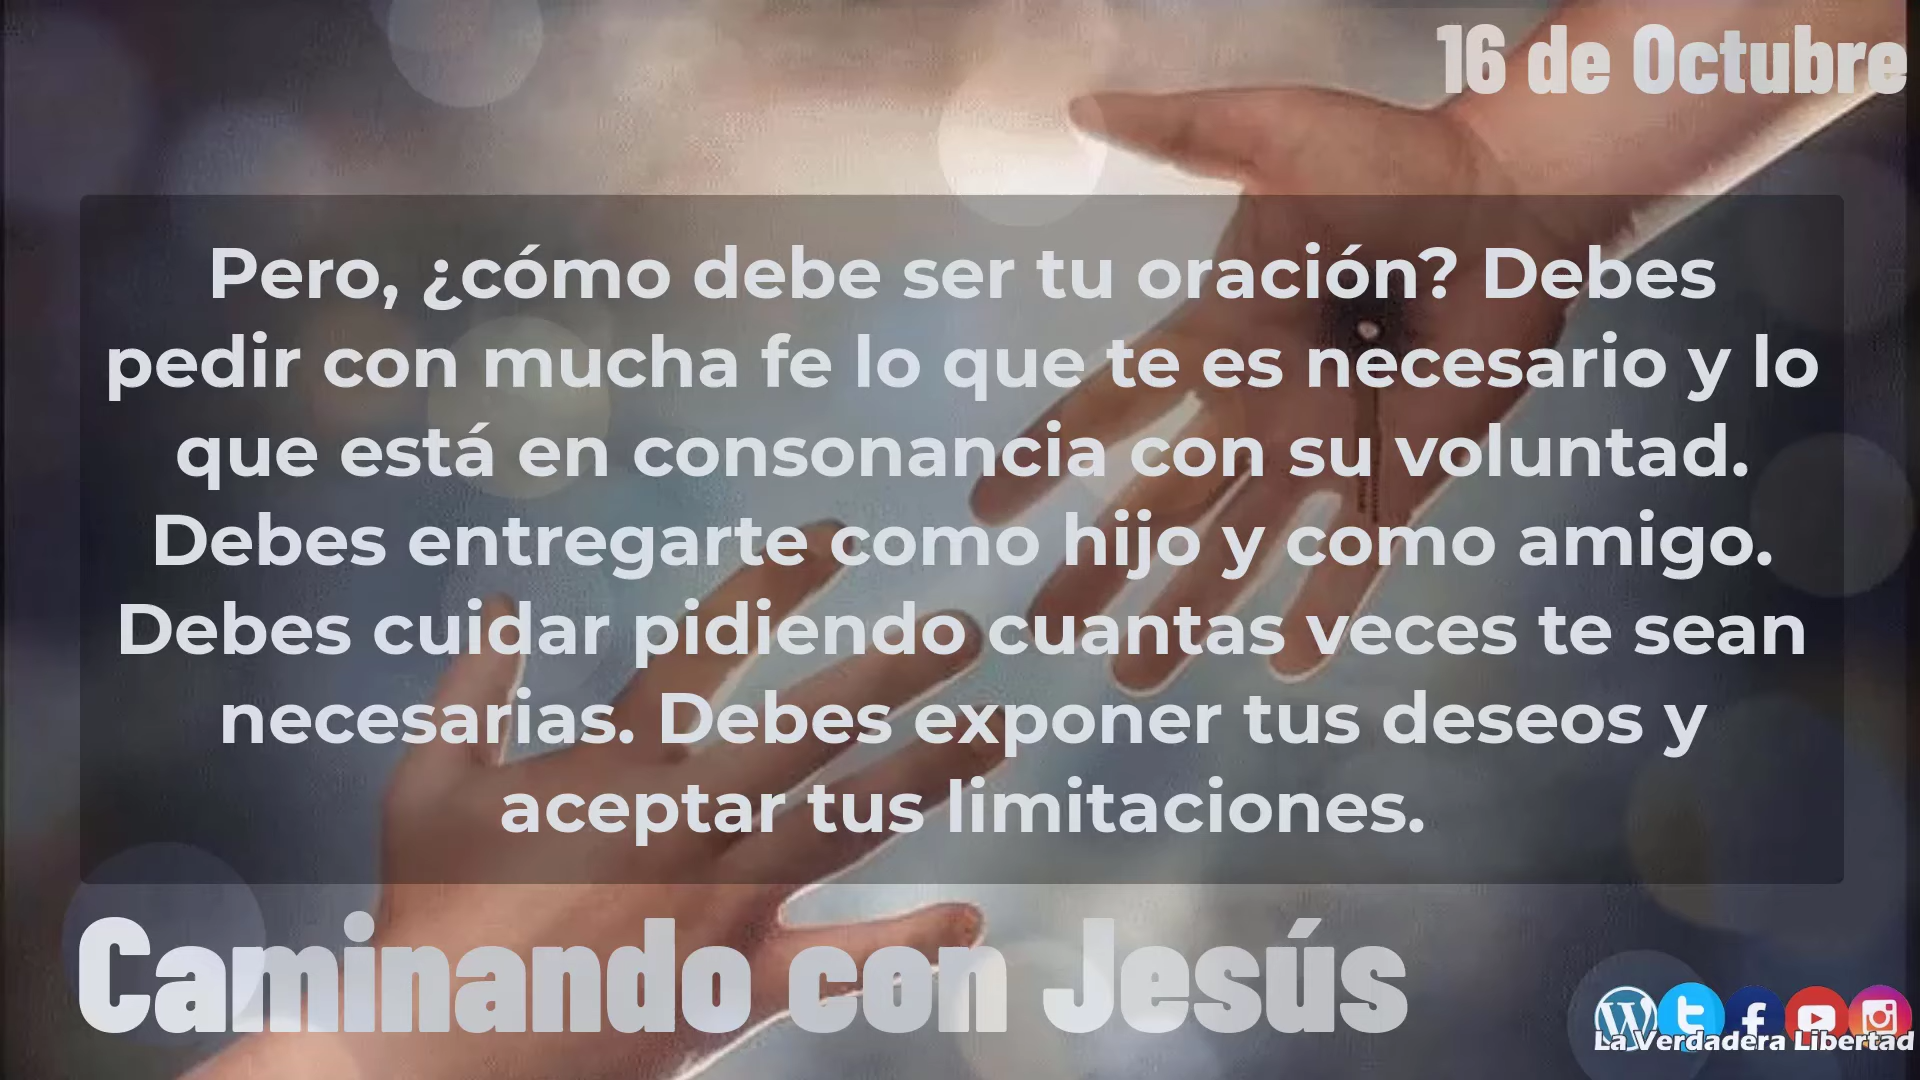 16 de Octubre
Pero, ¿cómo debe ser tu oración? Debes
pedir con mucha fe lo que te es necesario y lo
que está en consonancia con su voluntad.
Debes entregarte como hijo y como amigo.
Debes cuidar pidiendo cuantas veces te sean
necesarias. Debes exponer tus deseos y
aceptar tus limitaciones.
Caminando con Jesús
La Verdadera Libertad